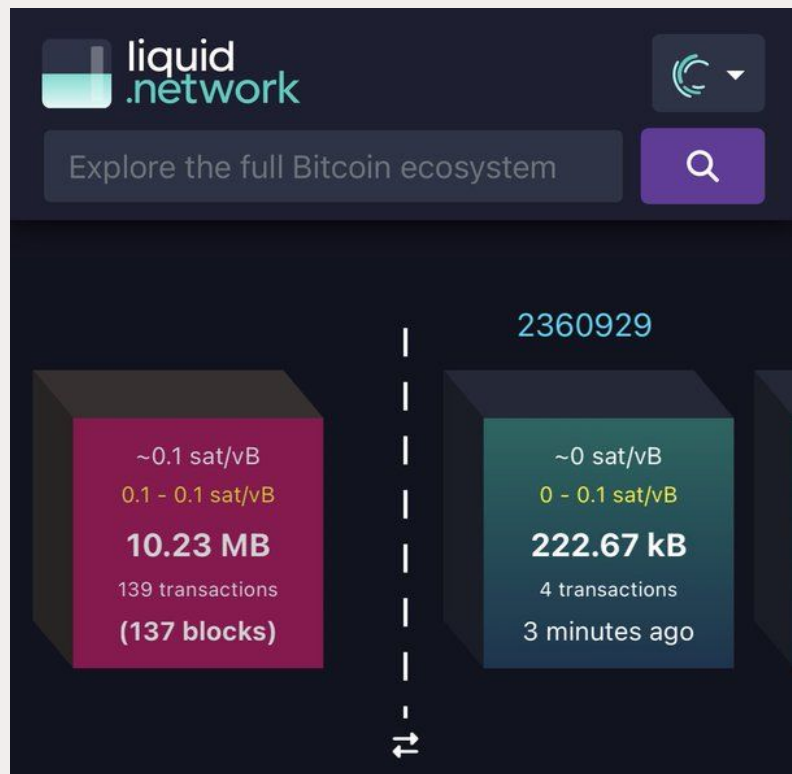 liquid
.network
Explore the full Bitcoin ecosystem
2360929
~0.1 sat/vB
0.1 - 0.1 sat/vB
10.23 MB
139 transactions
(137 blocks)
~0 sat/vB
0 - 0.1 sat/vB
222.67 kB
4 transactions
3 minutes ago